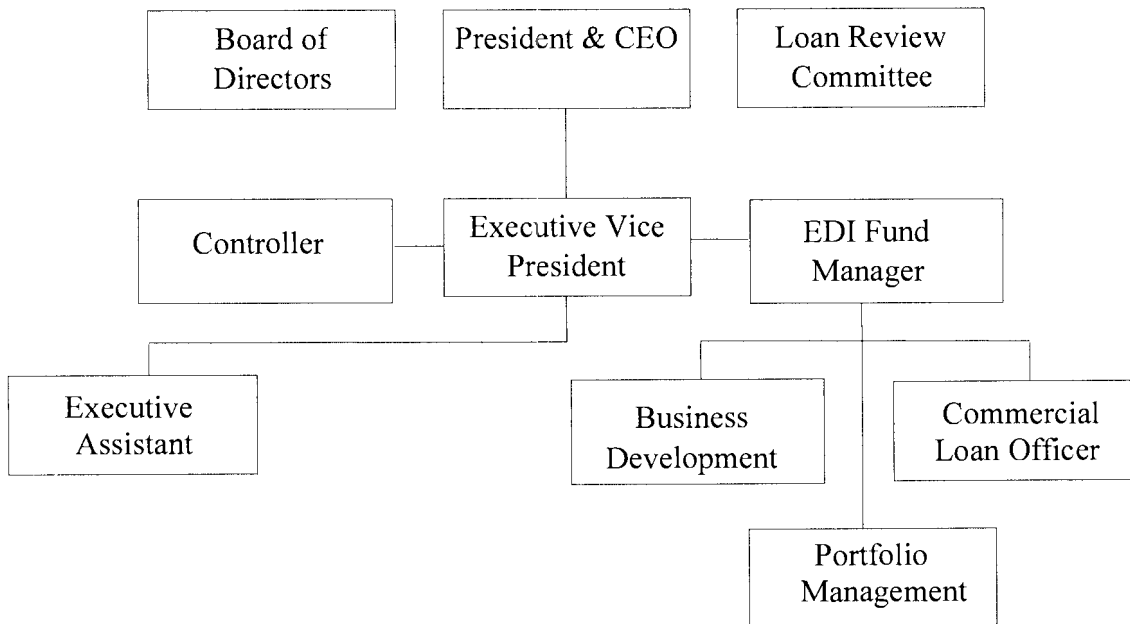 Board of
Directors
President & CEO
Loan Review
Committee
Controller
Executive Vice
President
EDI Fund
Manager
Executive
Assistant
Business
Development
Commercial
Loan Officer
Portfolio
Management